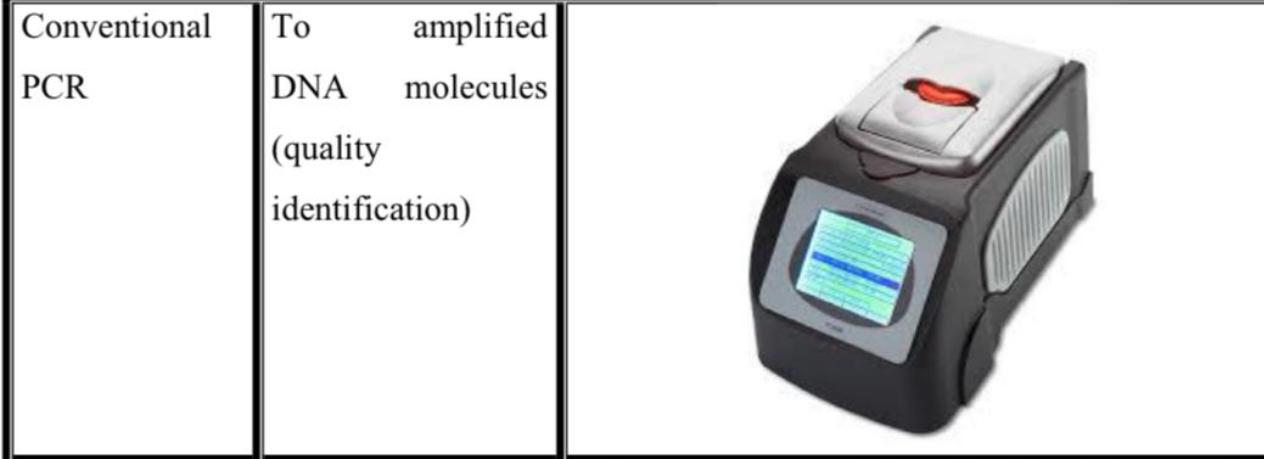 Conventional
PCR
To amplified
DNA molecules
(quality
identification)